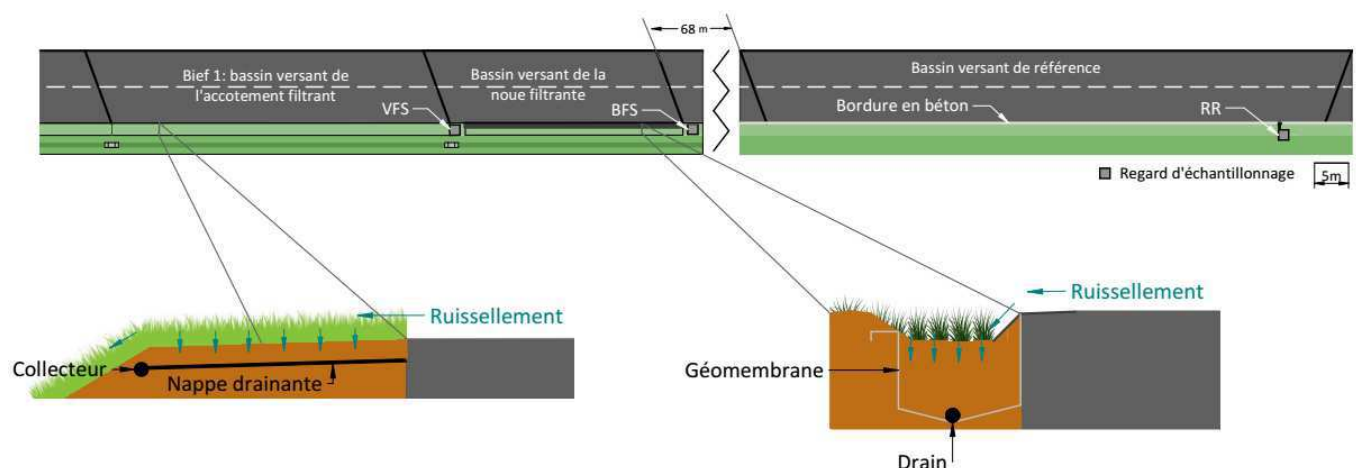 68 m
Bief 1: bassin versant de
l'accotement filtrant
VFS
Bassin versant de la
noue filtrante
BFS
Bassin versant de référence
Bordure en béton
RR
Regard d'échantillonnage
5m
Ruissellement
Collecteur
Nappe drainante
Ruissellement
Géomembrane
Drain